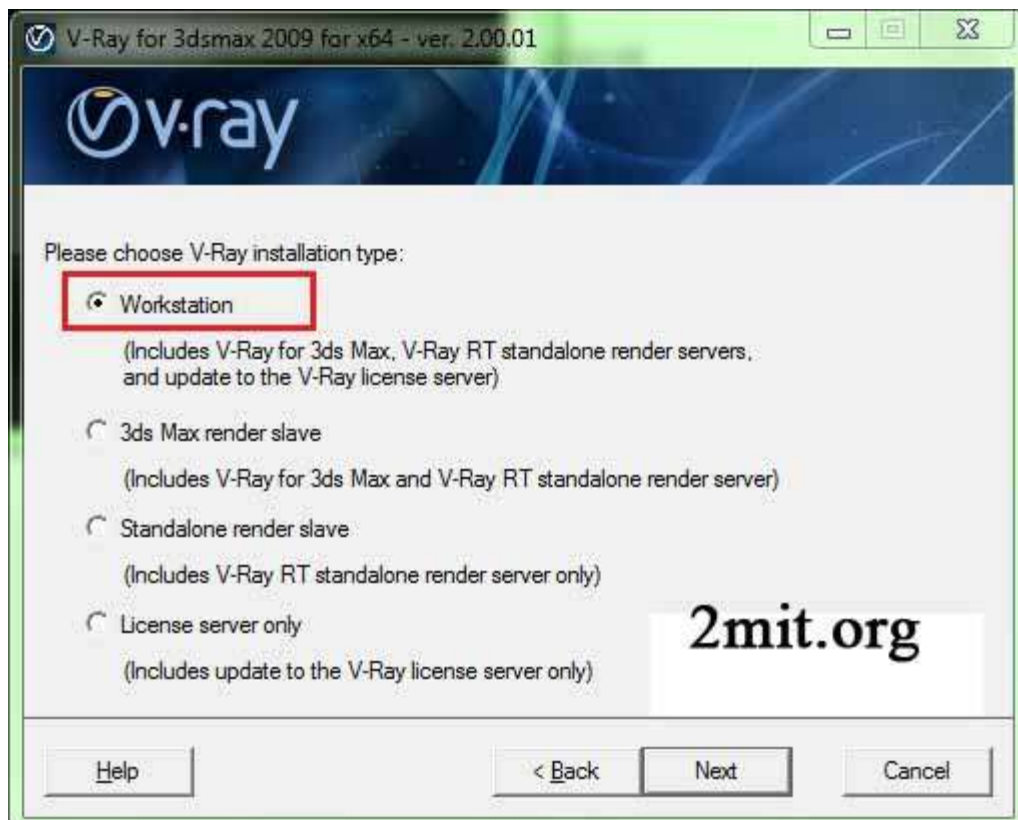 V-Ray for 3dsmax 2009 for x64 - ver. 2.00.01
v·ray
Please choose V-Ray installation type:
Workstation
(Includes V-Ray for 3ds Max, V-Ray RT standalone render servers,
and update to the V-Ray license server)
3ds Max render slave
(Includes V-Ray for 3ds Max and V-Ray RT standalone render server)
Standalone render slave
(Includes V-Ray RT standalone render server only)
License server only
(Includes update to the V-Ray license server only)
2mit.org
Help
< Back
Next
Cancel